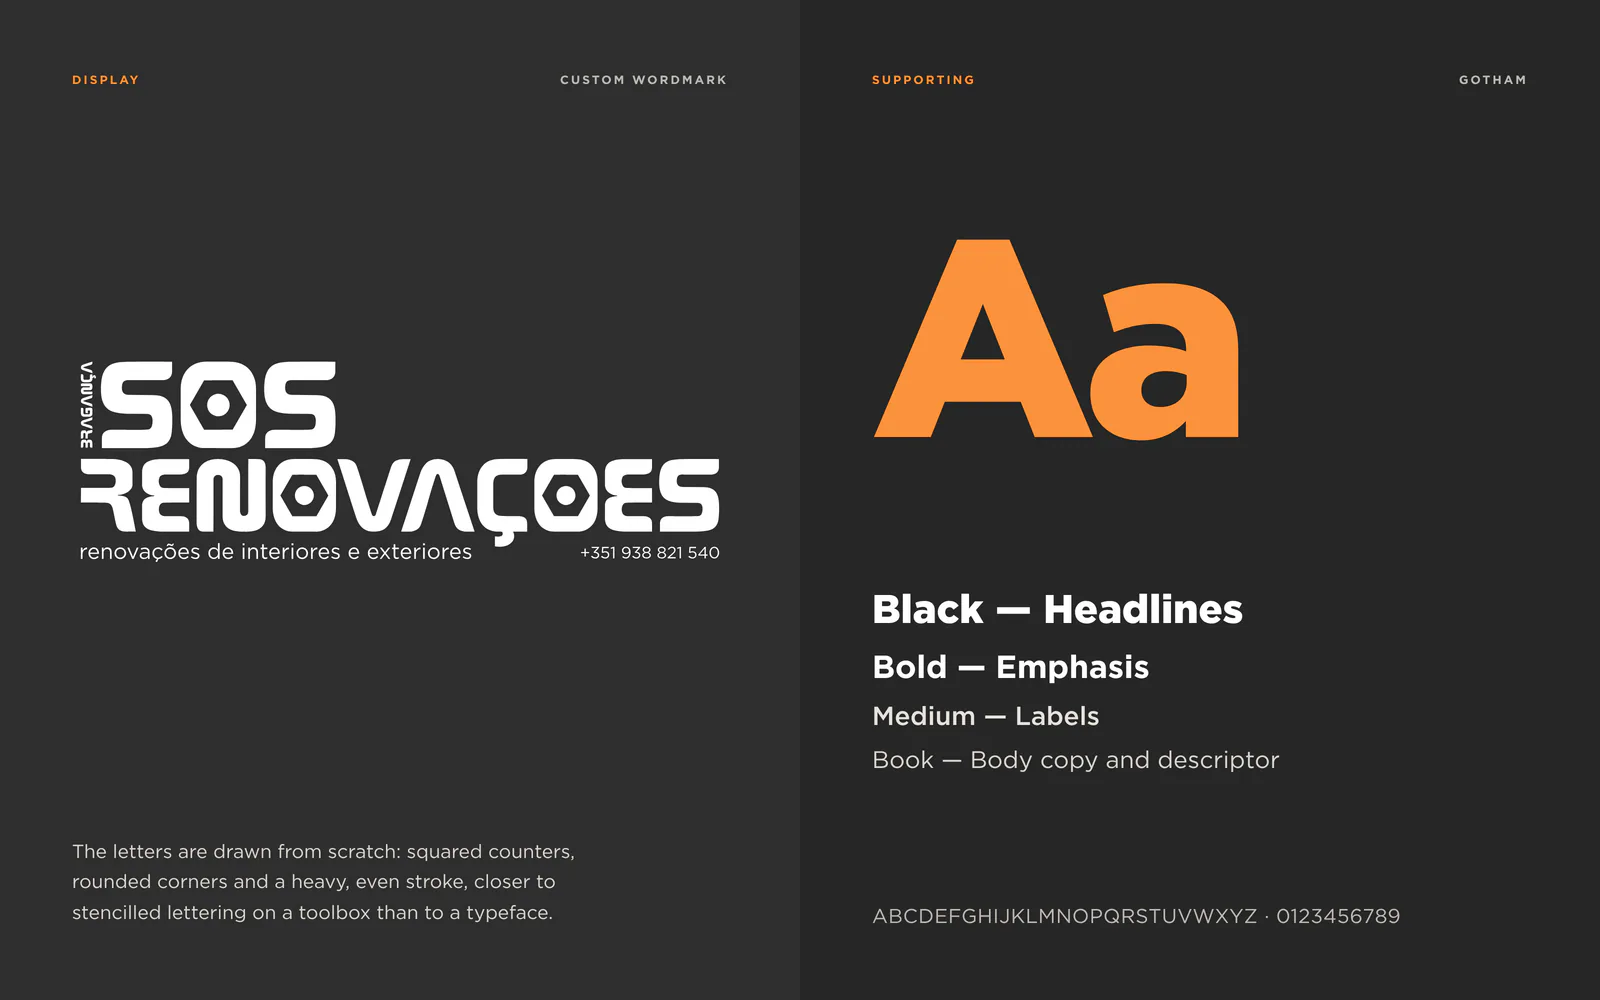 DISPLAY
CUSTOM WORDMARK
BRAGANÇA
SOS
RENOVAÇOES
renovações de interiores e exteriores
+351 938 821 540
The letters are drawn from scratch: squared counters,
rounded corners and a heavy, even stroke, closer to
stencilled lettering on a toolbox than to a typeface.
SUPPORTING
GOTHAM
Aa
Black — Headlines
Bold — Emphasis
Medium — Labels
Book — Body copy and descriptor
ABCDEFGHIJKLMNOPQRSTUVWXYZ · 0123456789